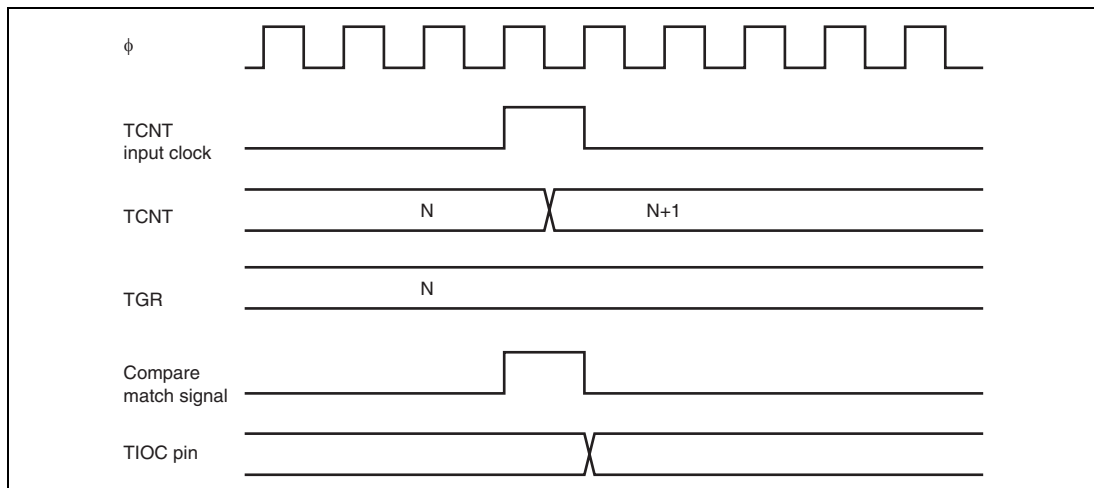 ϕ
TCNT
input clock
TCNT
N
N+1
TGR
N
Compare
match signal
TIOC pin